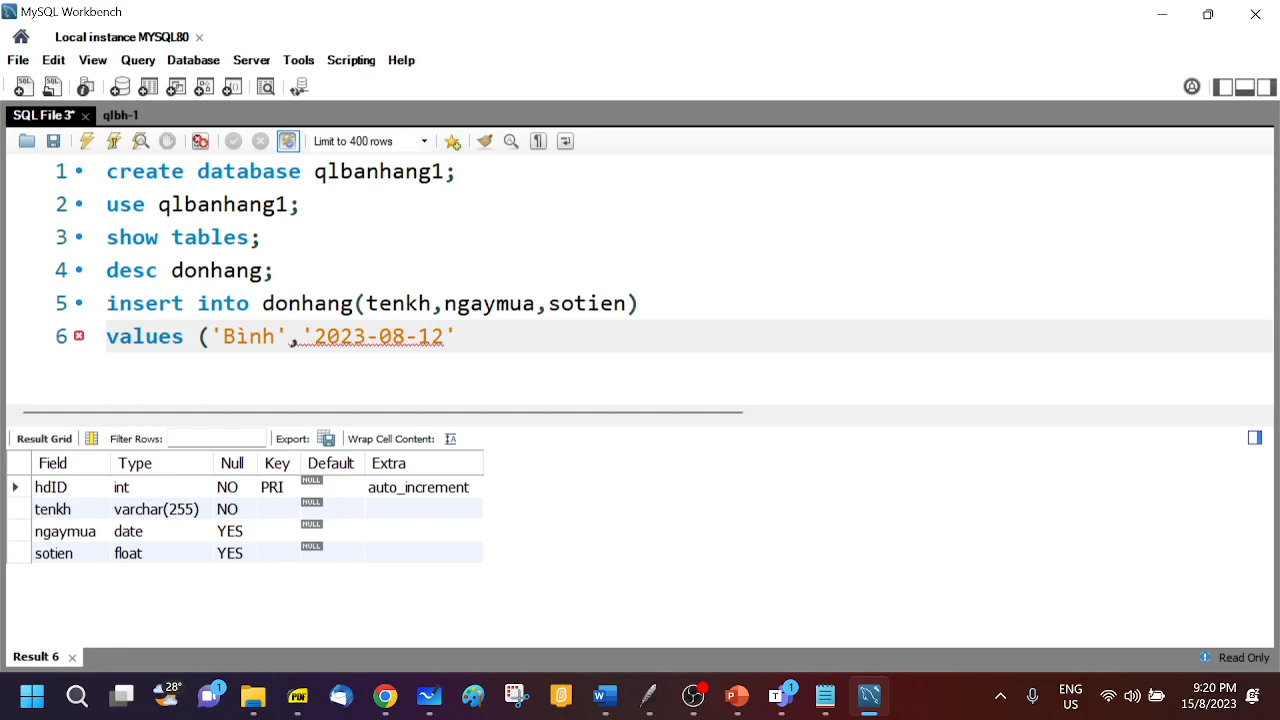 MySQL Workbench
Local instance MYSQL80
File Edit View Query Database Server Tools Scripting Help
SQL File 3* qlbh-1
Limit to 400 rows
1 create database qlbanhang1;
2 use qlbanhang1;
3 show tables;
4 desc donhang;
5 insert into donhang(tenkh,ngaymua,sotien)
6 values ('Bình','2023-08-12'
Result Grid Filter Rows: Export: Wrap Cell Content:
Field Type Null Key Default Extra
hdID int NO PRI NULL auto_increment
tenkh varchar(255) NO NULL
ngaymua date YES NULL
sotien float YES NULL
Result 6 Read Only
28° 1 PDF 1 ENG 9:20 PM
US 15/8/2023